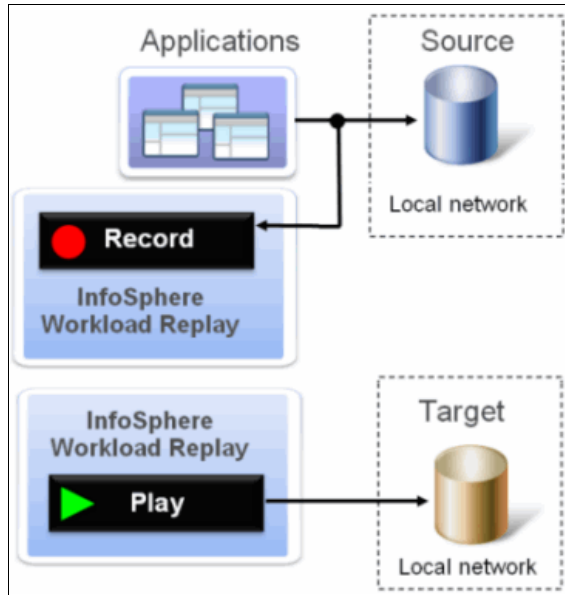 Applications
Source
Local network
Record
InfoSphere
Workload Replay
InfoSphere
Workload Replay
Play
Target
Local network